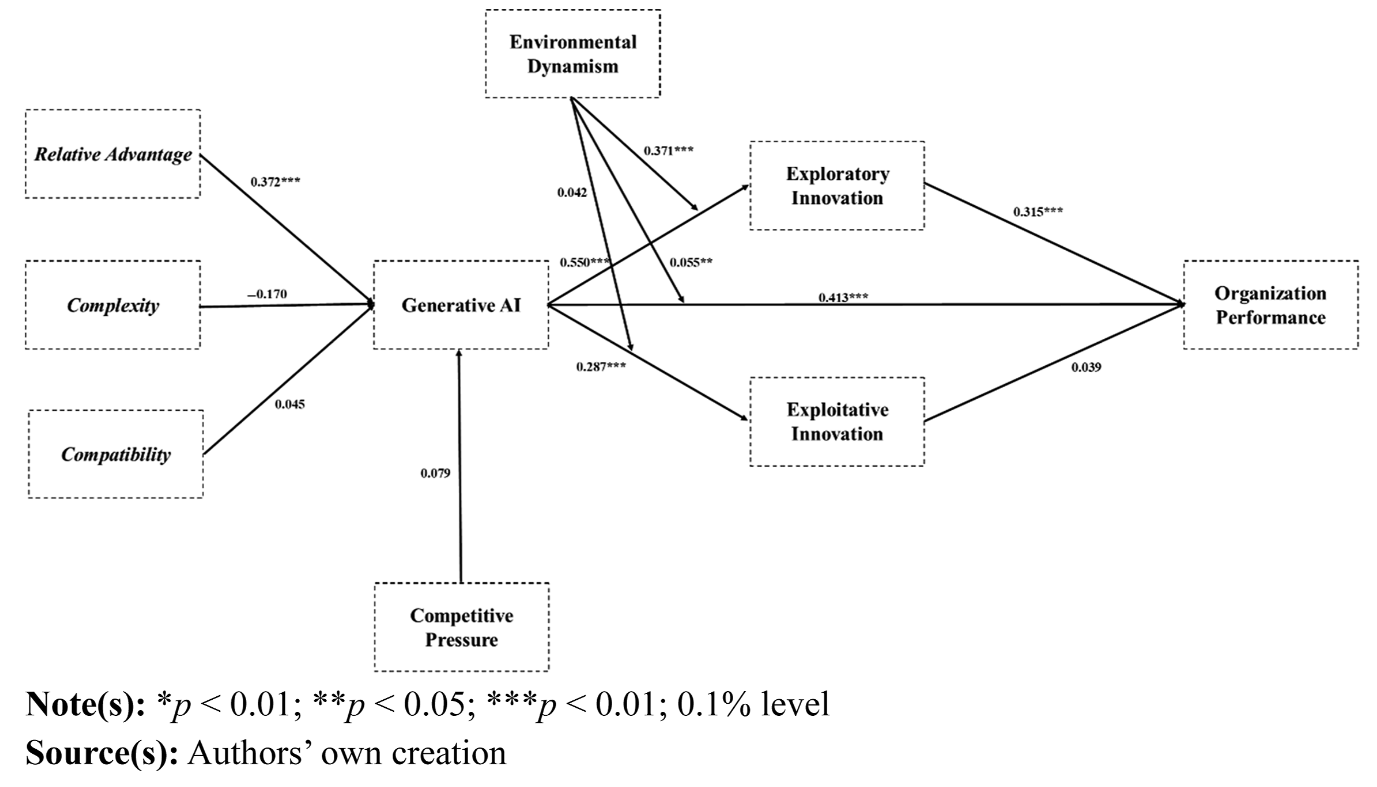 Environmental
Dynamism
Relative Advantage
0.372***
0.371***
0.042
Exploratory
Innovation
0.315***
0.550***
0.055**
Complexity
–0.170
Generative AI
0.413***
Organization
Performance
0.287***
0.039
Compatibility
0.045
Exploitative
Innovation
0.079
Competitive
Pressure
Note(s): *p < 0.01; **p < 0.05; ***p < 0.01; 0.1% level
Source(s): Authors’ own creation